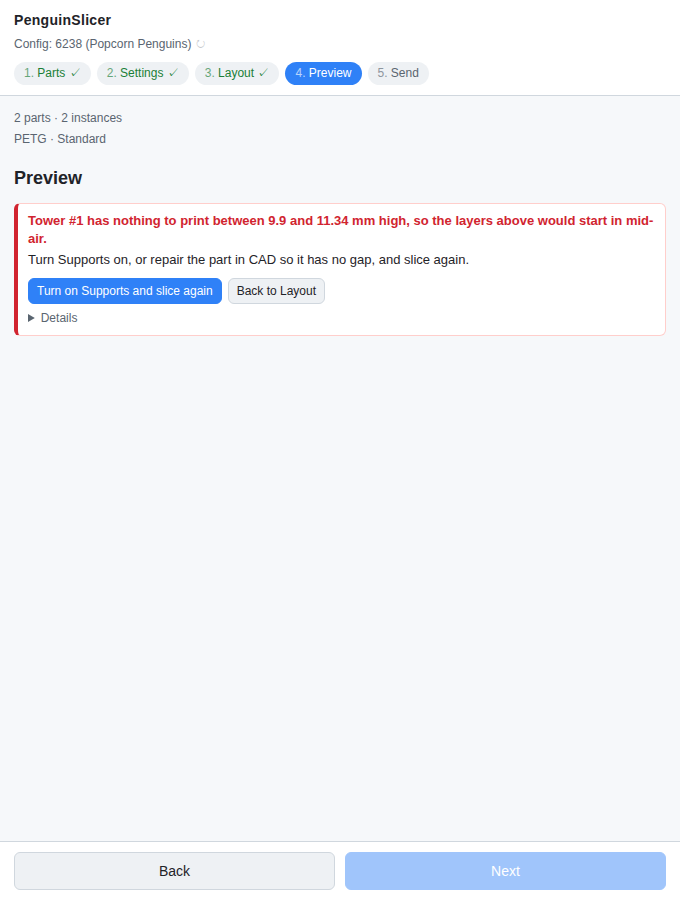 PenguinSlicer
Config: 6238 (Popcorn Penguins)
1. Parts ✓ 2. Settings ✓ 3. Layout ✓ 4. Preview 5. Send
2 parts · 2 instances
PETG · Standard
Preview
Tower #1 has nothing to print between 9.9 and 11.34 mm high, so the layers above would start in mid-
air.
Turn Supports on, or repair the part in CAD so it has no gap, and slice again.
Turn on Supports and slice again Back to Layout
Details
Back Next